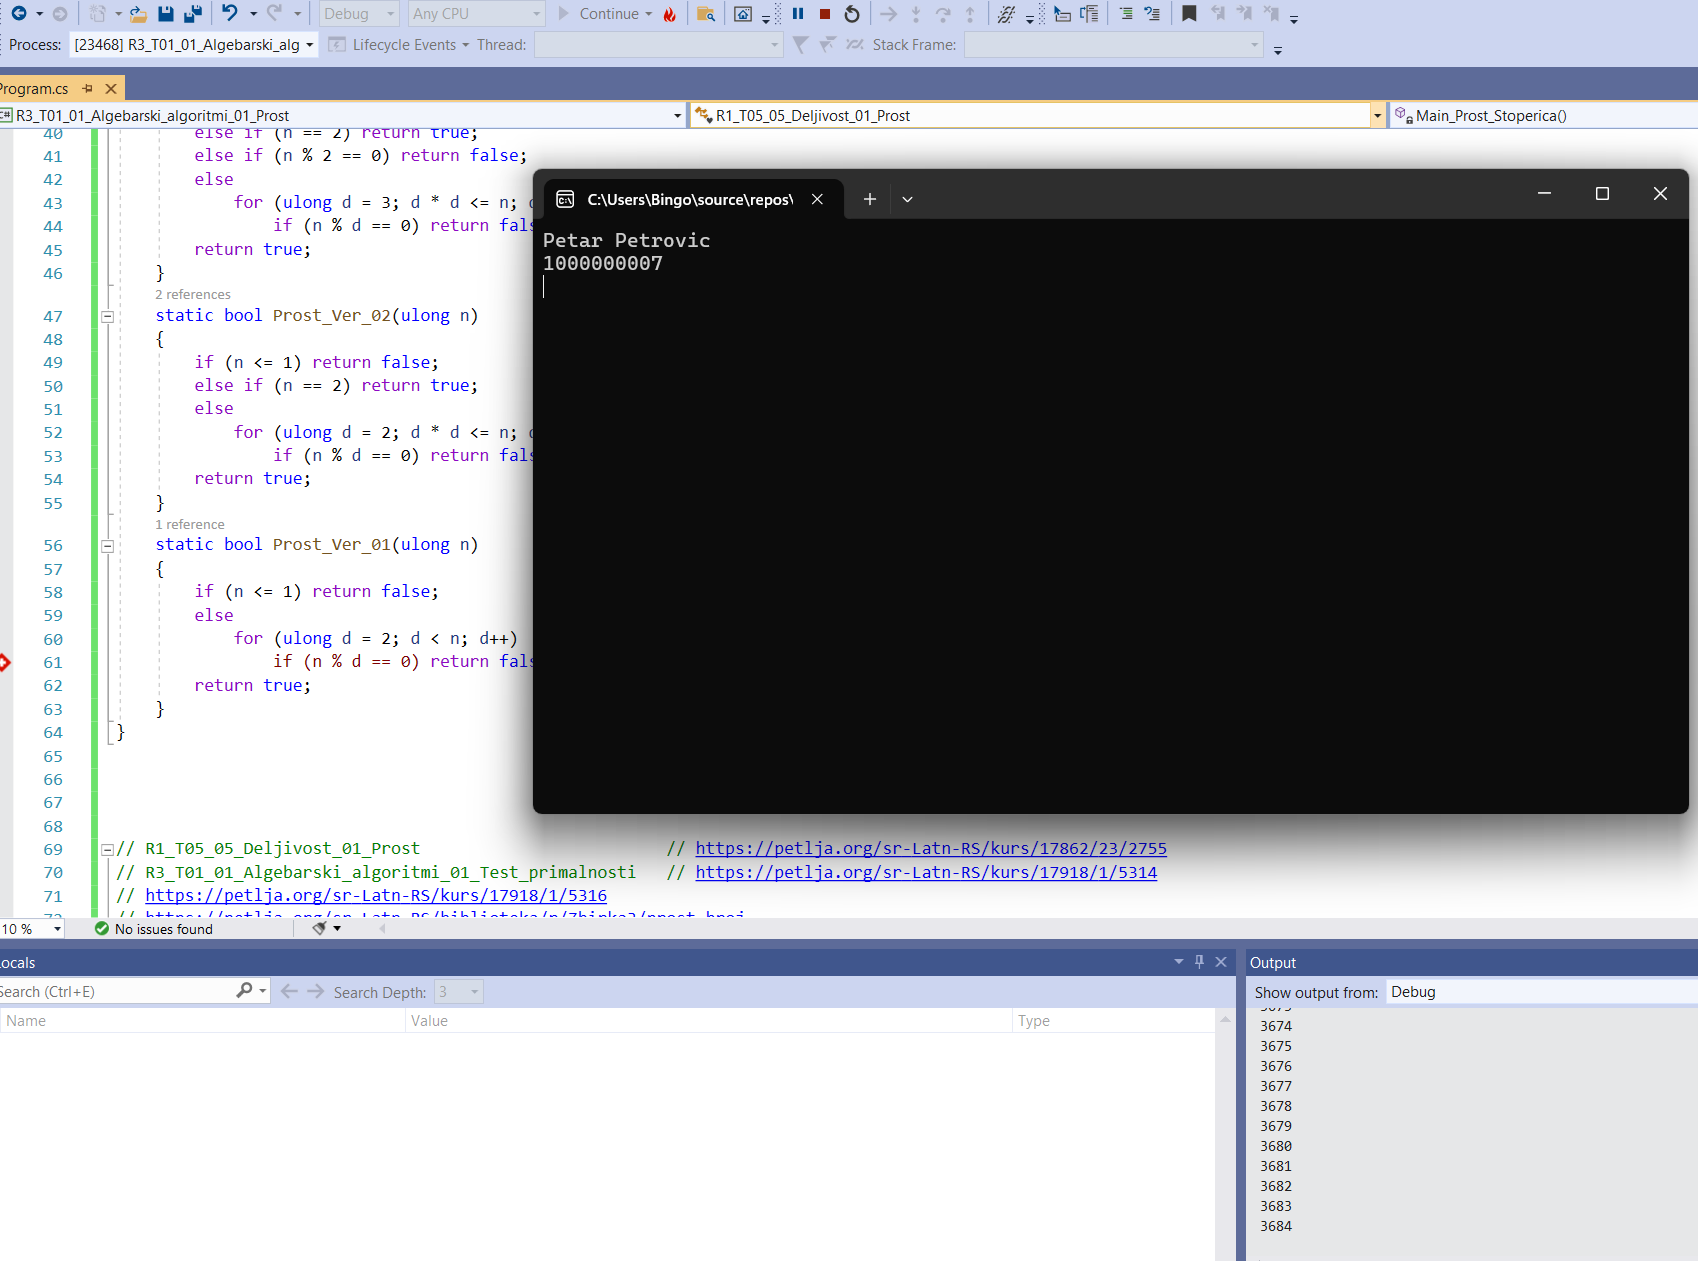 Debug Any CPU Continue
Process: [23468] R3_T01_01_Algebarski_alg Lifecycle Events Thread: Stack Frame:
Program.cs
R3_T01_01_Algebarski_algoritmi_01_Prost R1_T05_05_Deljivost_01_Prost Main_Prost_Stoperica()
40 else if (n == 2) return true;
41 else if (n % 2 == 0) return false;
42 else
43 for (ulong d = 3; d * d <= n;
44 if (n % d == 0) return fals
45 return true;
46 }
2 references
47 static bool Prost_Ver_02(ulong n)
48 {
49 if (n <= 1) return false;
50 else if (n == 2) return true;
51 else
52 for (ulong d = 2; d * d <= n;
53 if (n % d == 0) return fals
54 return true;
55 }
1 reference
56 static bool Prost_Ver_01(ulong n)
57 {
58 if (n <= 1) return false;
59 else
60 for (ulong d = 2; d < n; d++)
61 if (n % d == 0) return fals
62 return true;
63 }
64 }
65
66
67
68
69 // R1_T05_05_Deljivost_01_Prost // https://petlja.org/sr-Latn-RS/kurs/17862/23/2755
70 // R3_T01_01_Algebarski_algoritmi_01_Test_primalnosti // https://petlja.org/sr-Latn-RS/kurs/17918/1/5314
71 // https://petlja.org/sr-Latn-RS/kurs/17918/1/5316
C:\Users\Bingo\source\repos\
Petar Petrovic
1000000007
10 % No issues found
ocals
Search (Ctrl+E) Search Depth: 3
Name Value Type
Output
Show output from: Debug
3674
3675
3676
3677
3678
3679
3680
3681
3682
3683
3684